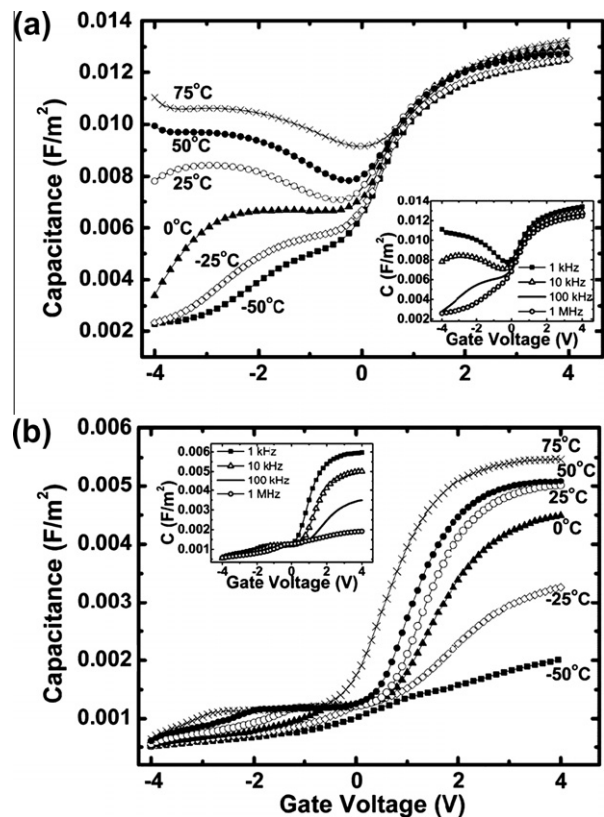 (a)
0.014
0.012
0.010
0.008
0.006
0.004
0.002
Capacitance (F/m²)
75°C
50°C
25°C
0°C
-25°C
-50°C
-4 -2 0 2 4
0.014
0.012
0.010
0.008
0.006
0.004
0.002
C (F/m²)
1 kHz
10 kHz
100 kHz
1 MHz
-4 -2 0 2 4
Gate Voltage (V)
(b)
0.006
0.005
0.004
0.003
0.002
0.001
Capacitance (F/m²)
0.006
0.005
0.004
0.003
0.002
0.001
C (F/m²)
1 kHz
10 kHz
100 kHz
1 MHz
-4 -3 -2 -1 0 1 2 3 4
Gate Voltage (V)
75°C
50°C
25°C
0°C
-25°C
-50°C
-4 -2 0 2 4
Gate Voltage (V)